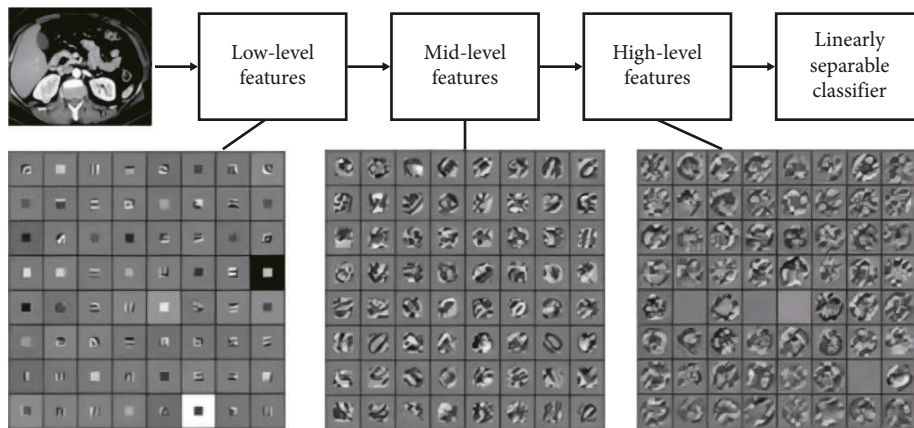 Low-level
features
Mid-level
features
High-level
features
Linearly
separable
classifier